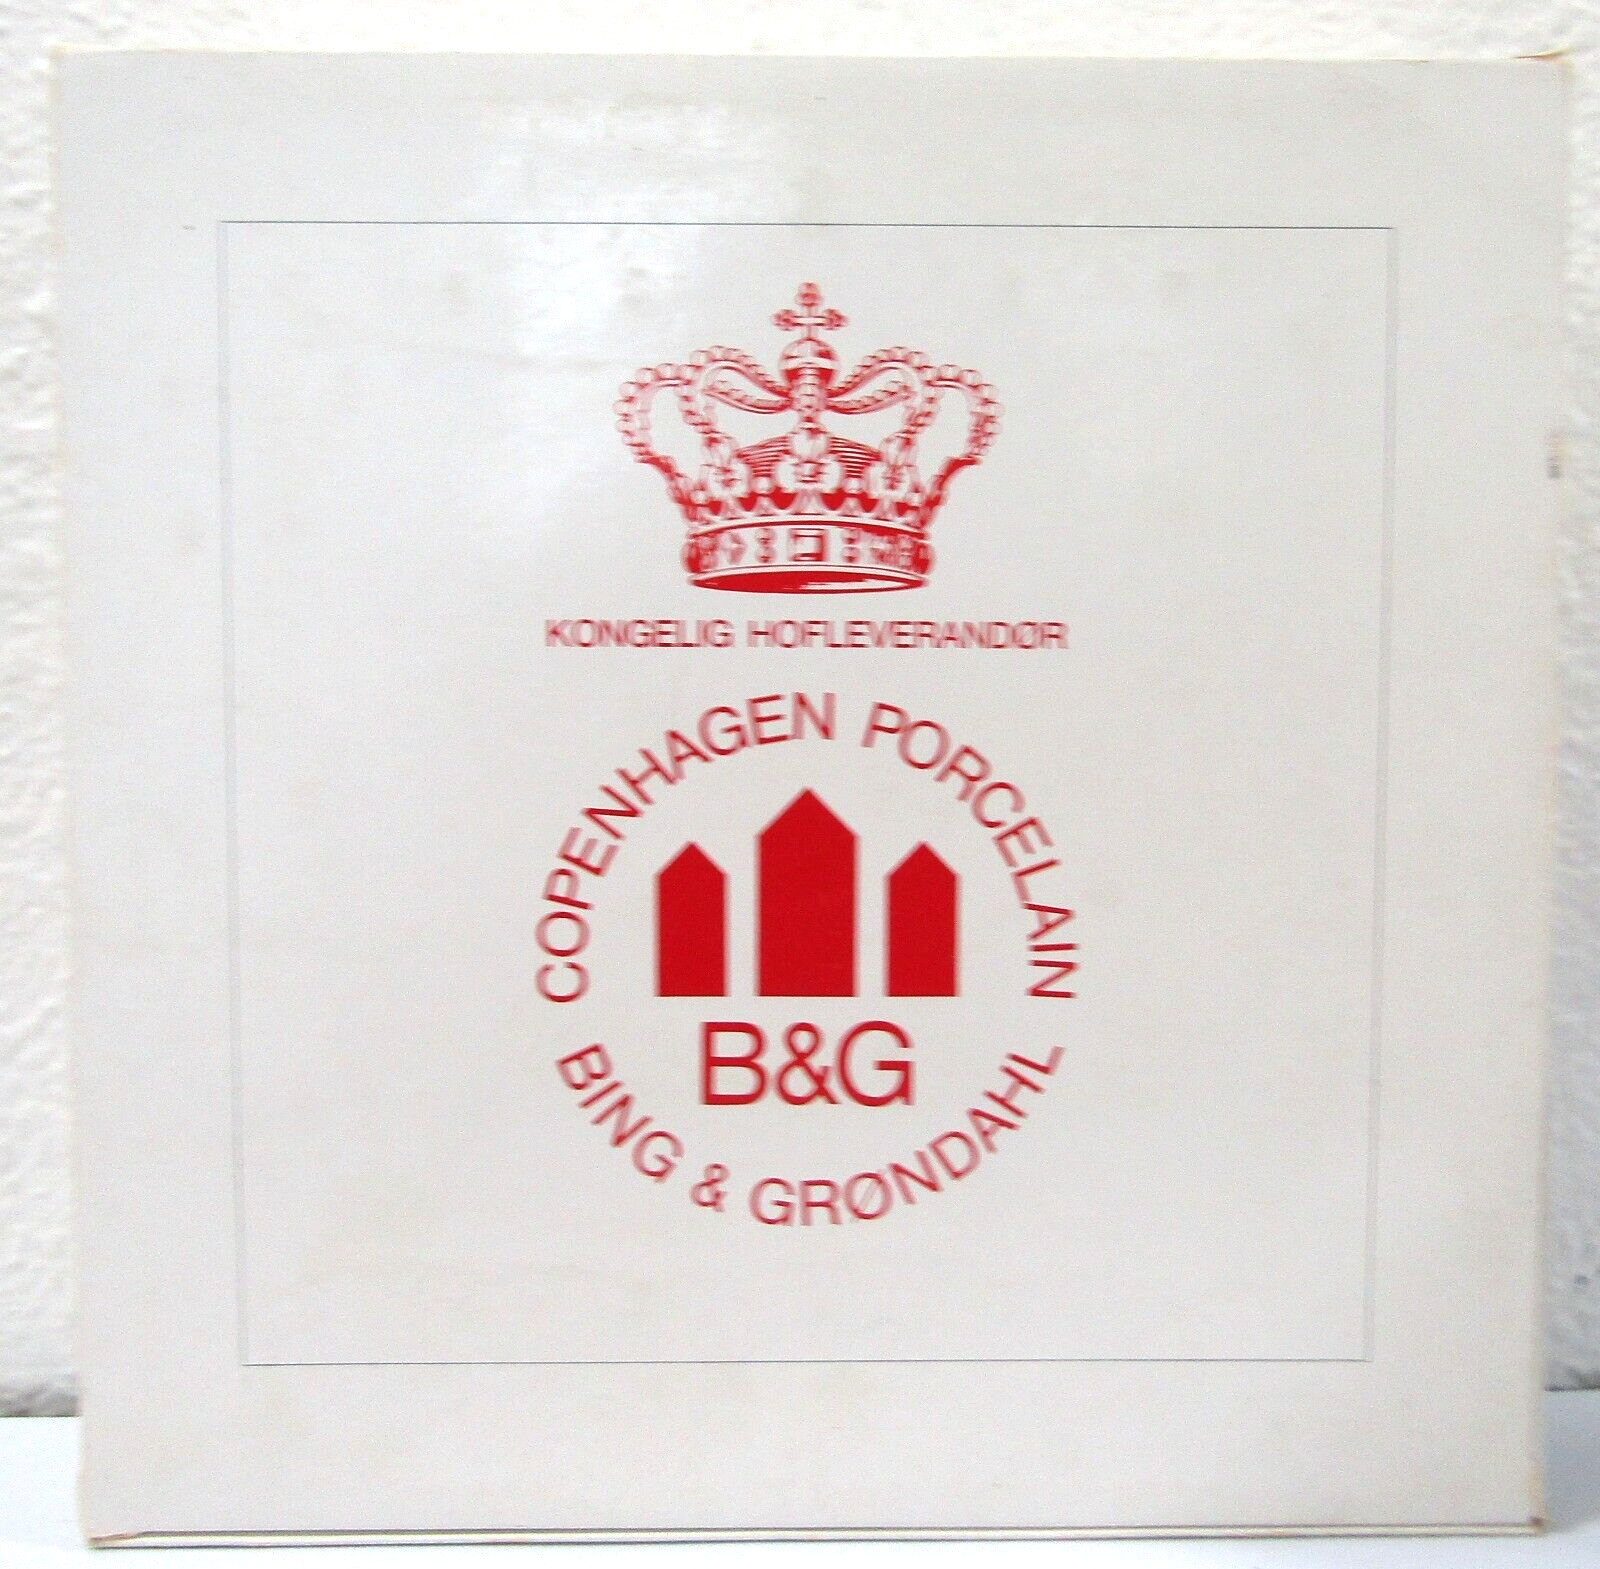 KONGELIG HOFLEVERANDØR
COPENHAGEN PORCELAIN
B&G
BING & GRØNDAHL